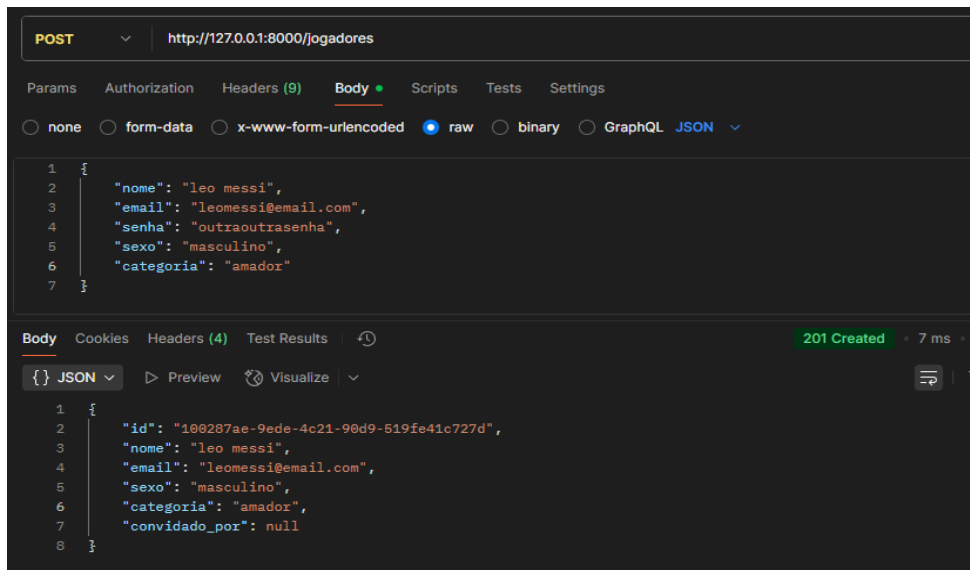 POST http://127.0.0.1:8000/jogadores
Params Authorization Headers (9) Body Scripts Tests Settings
none form-data x-www-form-urlencoded raw binary GraphQL JSON
1 {
2 "nome": "leo messi",
3 "email": "leomessi@email.com",
4 "senha": "outraoutrasenha",
5 "sexo": "masculino",
6 "categoria": "amador"
7 }
Body Cookies Headers (4) Test Results 201 Created • 7 ms •
{} JSON Preview Visualize
1 {
2 "id": "100287ae-9ede-4c21-90d9-519fe41c727d",
3 "nome": "leo messi",
4 "email": "leomessi@email.com",
5 "sexo": "masculino",
6 "categoria": "amador",
7 "convidado_por": null
8 }